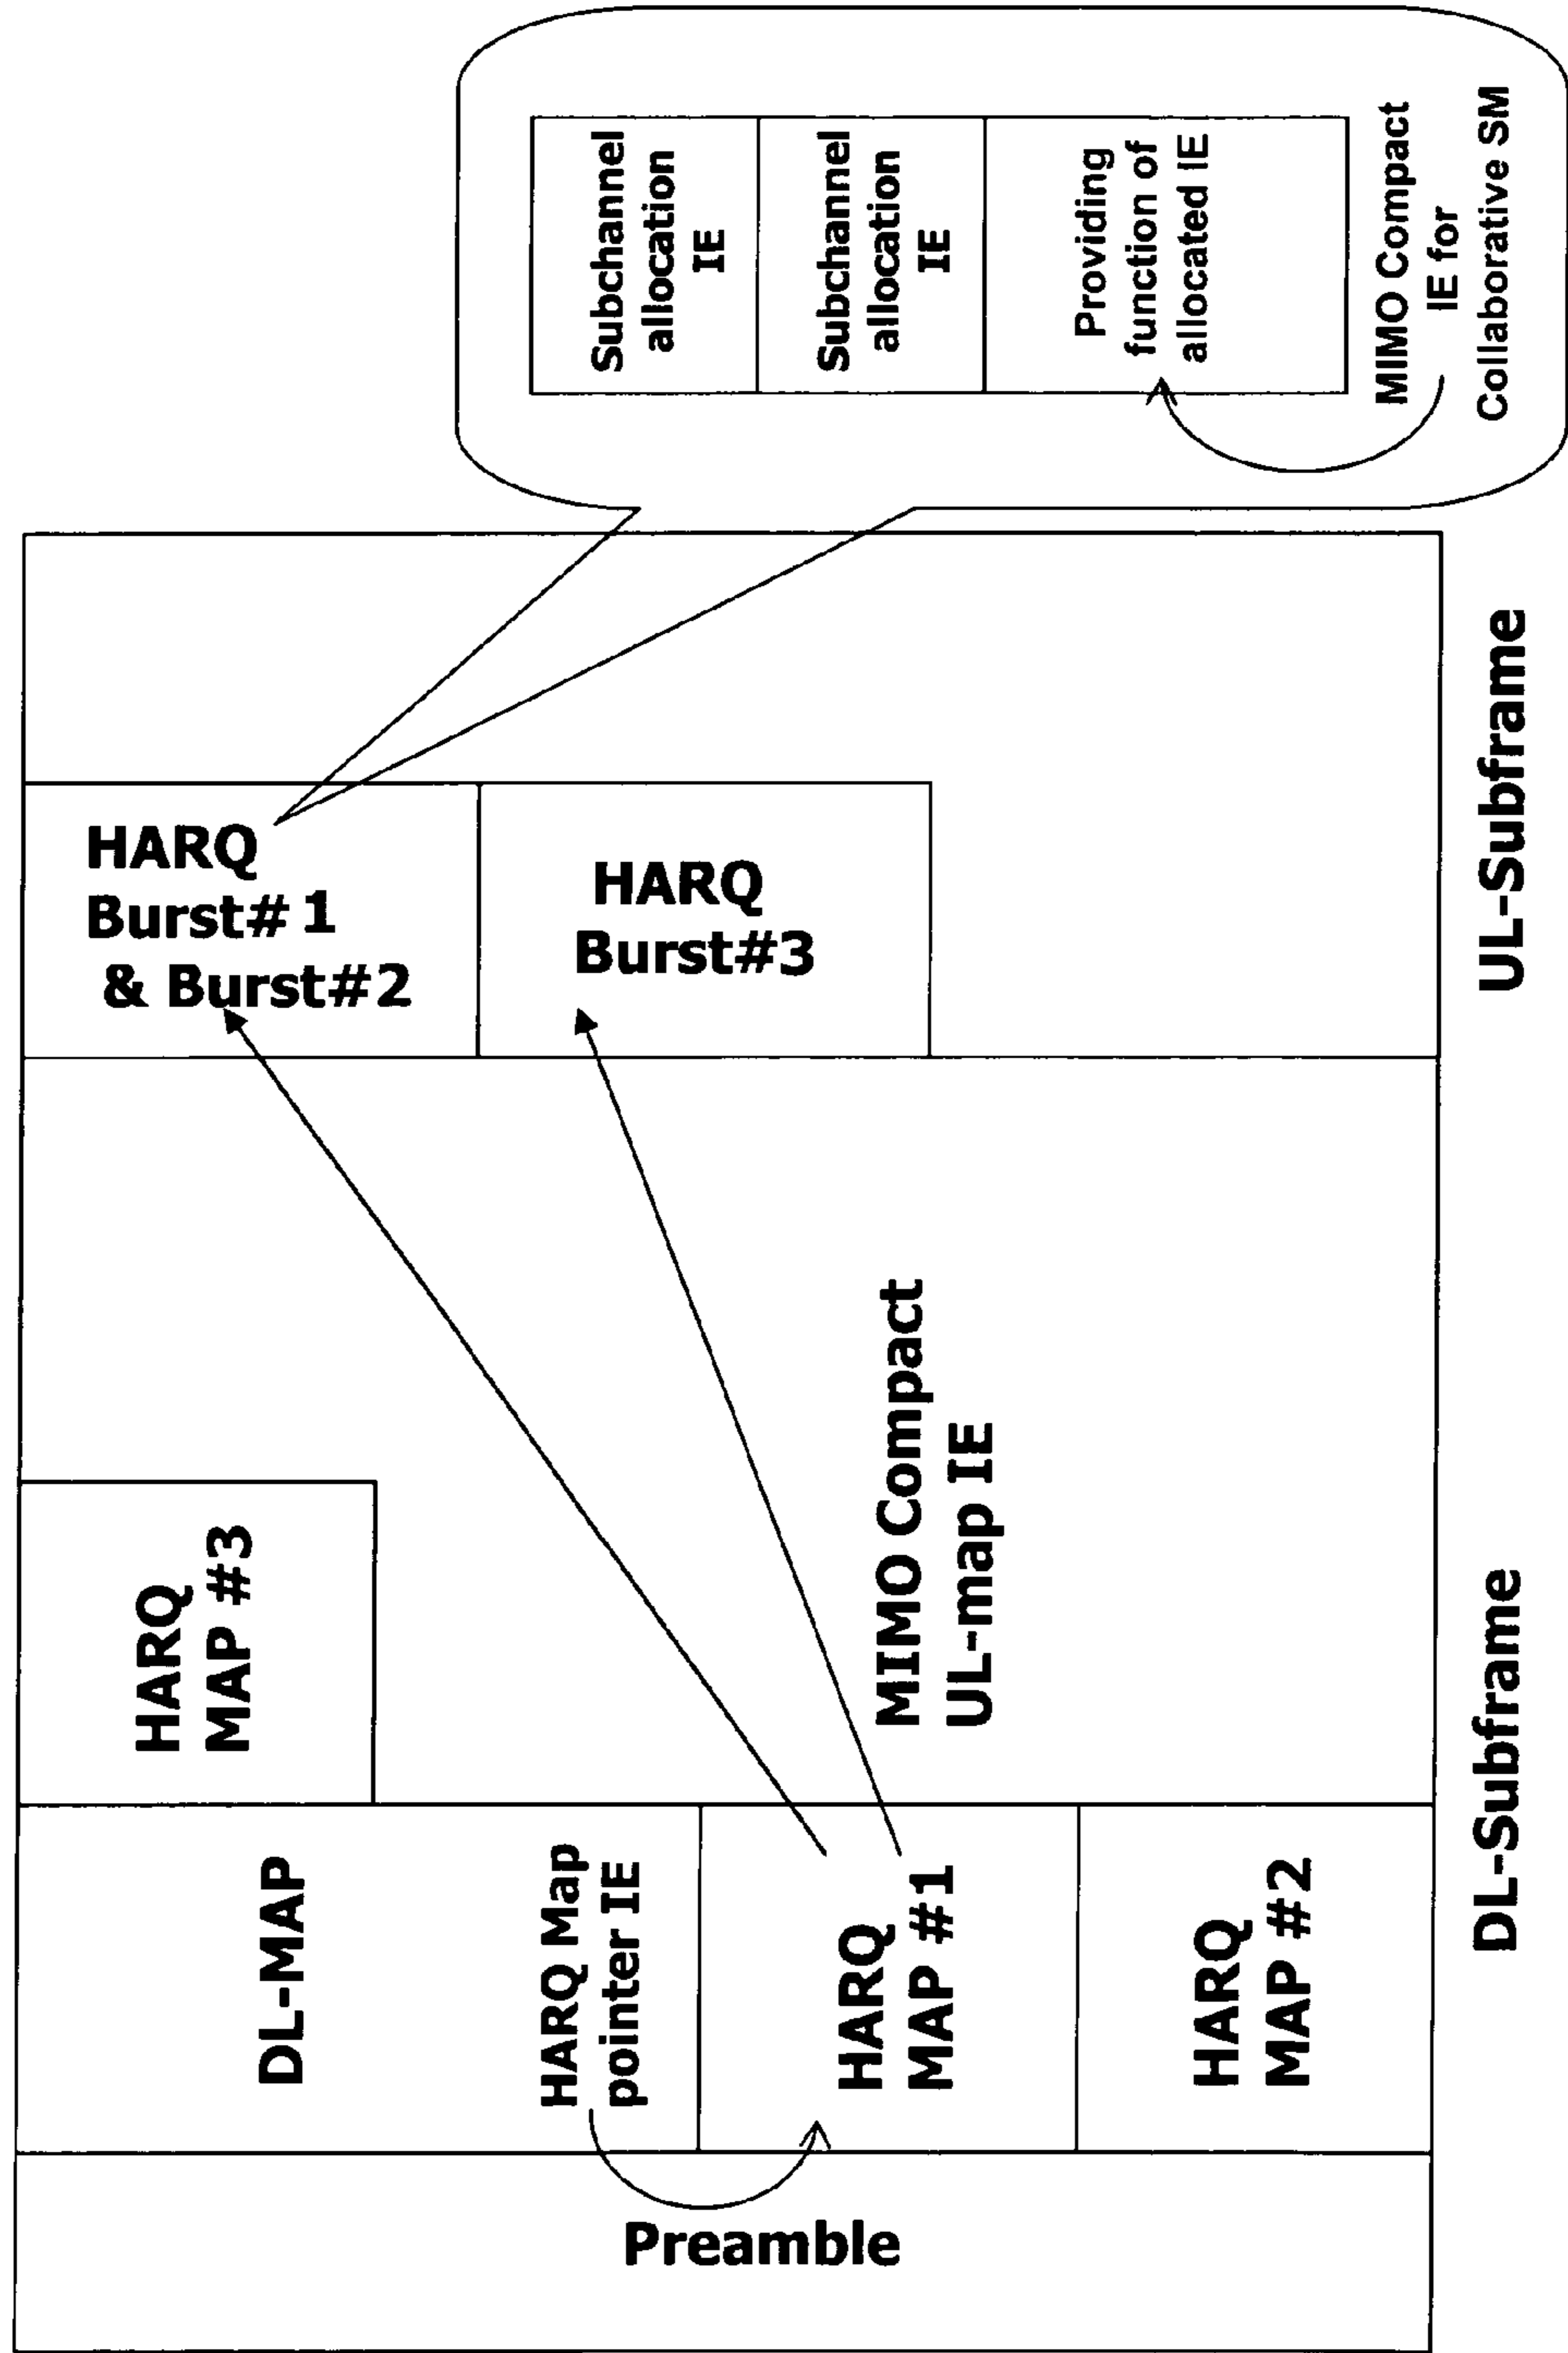 Preamble
DL-MAP
HARQ Map
pointer IE
HARQ
MAP #1
HARQ
MAP #2
HARQ
MAP #3
MIMO Compact
UL-map IE
DL-Subframe
HARQ
Burst# 1
& Burst#2
HARQ
Burst#3
UL-Subframe
Subchannel
allocation
IE
Subchannel
allocation
IE
Providing
function of
allocated IE
MIMO Compact
IE for
Collaborative SM